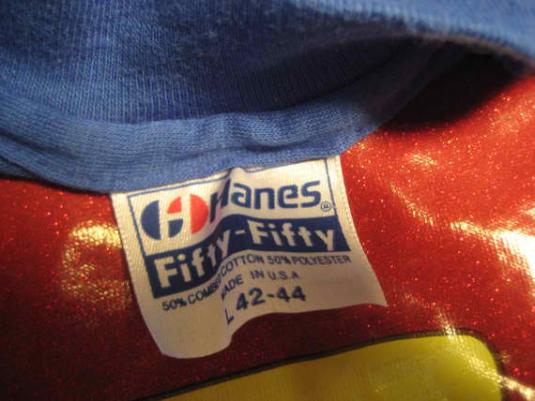 Hanes®
Fifty-Fifty
50% COMBED COTTON 50% POLYESTER
MADE IN U.S.A.
L 42-44